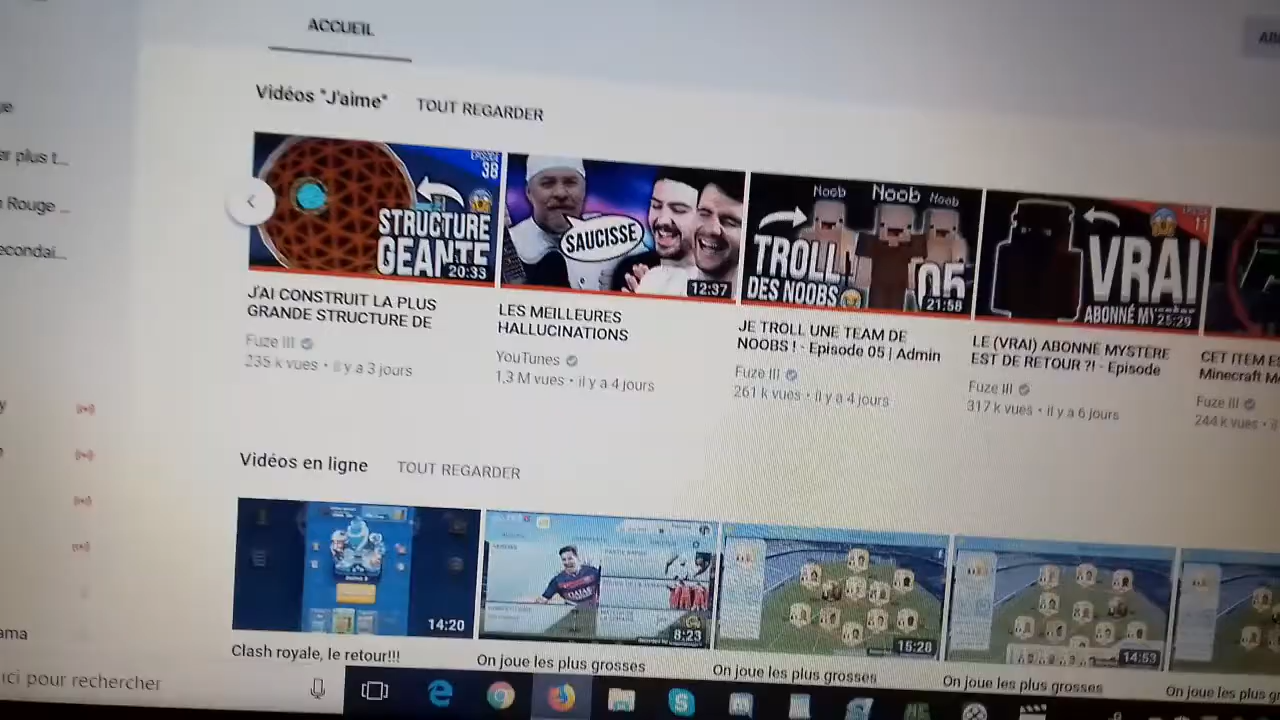 ACCUEIL
Vidéos "J'aime" TOUT REGARDER
er plus t...
Rouge ...
38
STRUCTURE
GEANTE
20:33
SAUCISSE
12:37
Noob Noob Noob
TROLL
DES NOOBS
05
21:58
11
VRAI
25:29
J'AI CONSTRUIT LA PLUS
GRANDE STRUCTURE DE
Fuze III
235 k vues • il y a 3 jours
LES MEILLEURES
HALLUCINATIONS
YouTunes
1,3 M vues • il y a 4 jours
JE TROLL UNE TEAM DE
NOOBS ! - Episode 05 | Admin
Fuze III
261 k vues • il y a 4 jours
LE (VRAI) ABONNÉ MYSTÈRE
EST DE RETOUR ?! - Episode
Fuze III
317 k vues • il y a 6 jours
CET ITEM
Minecraft
Fuze III
244 k vues •
Vidéos en ligne TOUT REGARDER
14:20
8:23
15:28
14:53
Clash royale, le retour!!!
On joue les plus grosses
On joue les plus grosses
On joue les plus grosses
On joue les plus
ici pour rechercher